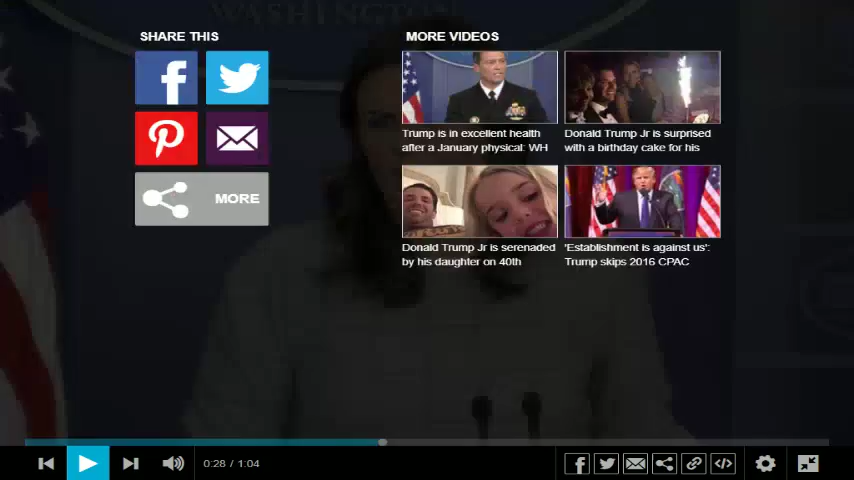 WASHINGTON
SHARE THIS
MORE VIDEOS
MORE
Trump is in excellent health
after a January physical: WH
Donald Trump Jr is surprised
with a birthday cake for his
Donald Trump Jr is serenaded
by his daughter on 40th
'Establishment is against us':
Trump skips 2016 CPAC
0:28 / 1:04